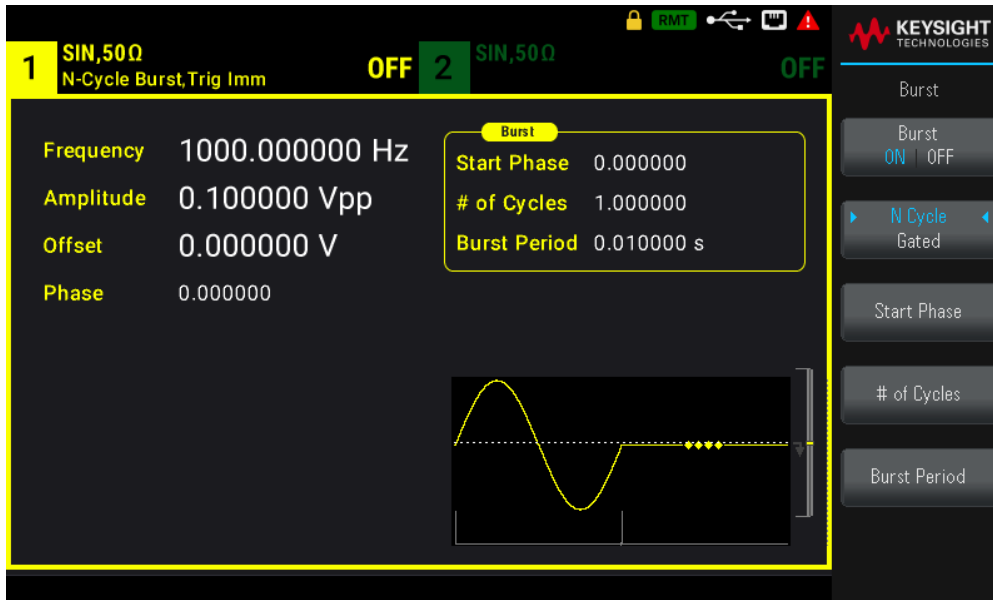 RMT
KEYSIGHT
TECHNOLOGIES
1
SIN,50Ω
N-Cycle Burst,Trig Imm
OFF
2
SIN,50Ω
OFF
Frequency 1000.000000 Hz
Amplitude 0.100000 Vpp
Offset 0.000000 V
Phase 0.000000
Burst
Start Phase 0.000000
# of Cycles 1.000000
Burst Period 0.010000 s
Burst
Burst
ON | OFF
N Cycle
Gated
Start Phase
# of Cycles
Burst Period